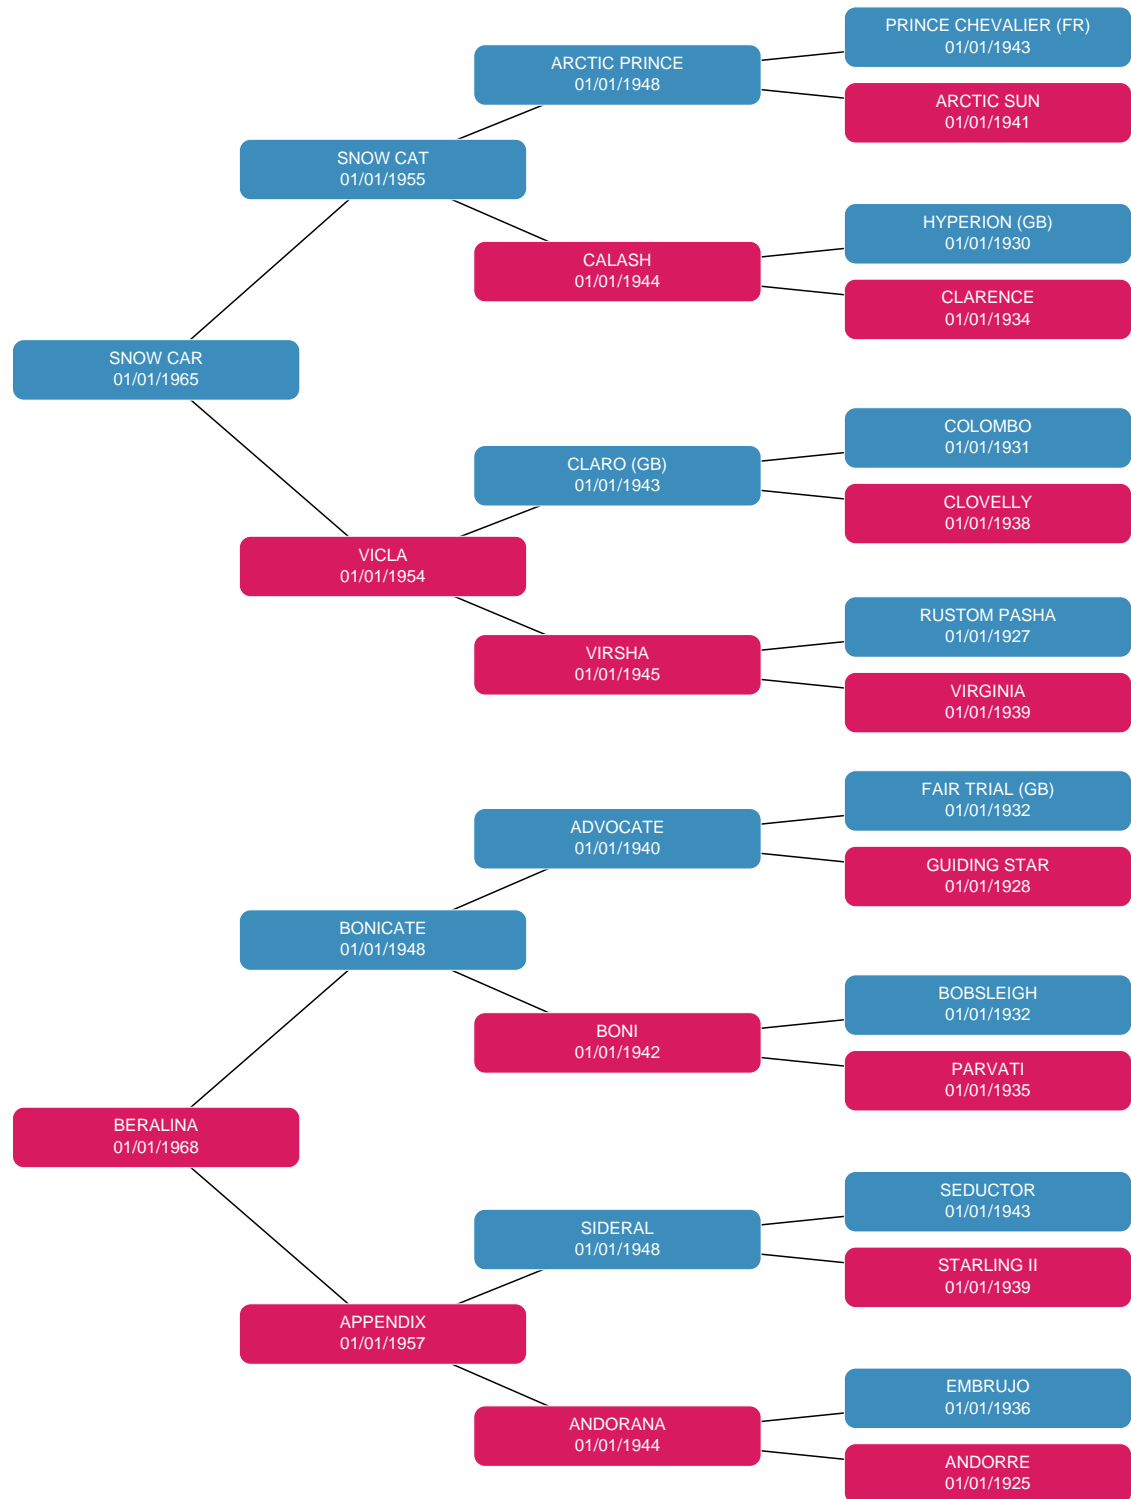 PRINCE CHEVALIER (FR)
01/01/1943
ARCTIC PRINCE
01/01/1948
ARCTIC SUN
01/01/1941
SNOW CAT
01/01/1955
HYPERION (GB)
01/01/1930
CALASH
01/01/1944
CLARENCE
01/01/1934
SNOW CAR
01/01/1965
COLOMBO
01/01/1931
CLARO (GB)
01/01/1943
CLOVELLY
01/01/1938
VICLA
01/01/1954
RUSTOM PASHA
01/01/1927
VIRSHA
01/01/1945
VIRGINIA
01/01/1939
FAIR TRIAL (GB)
01/01/1932
ADVOCATE
01/01/1940
GUIDING STAR
01/01/1928
BONICATE
01/01/1948
BOBSLEIGH
01/01/1932
BONI
01/01/1942
PARVATI
01/01/1935
BERALINA
01/01/1968
SEDUCTOR
01/01/1943
SIDERAL
01/01/1948
STARLING II
01/01/1939
APPENDIX
01/01/1957
EMBRUJO
01/01/1936
ANDORANA
01/01/1944
ANDORRE
01/01/1925